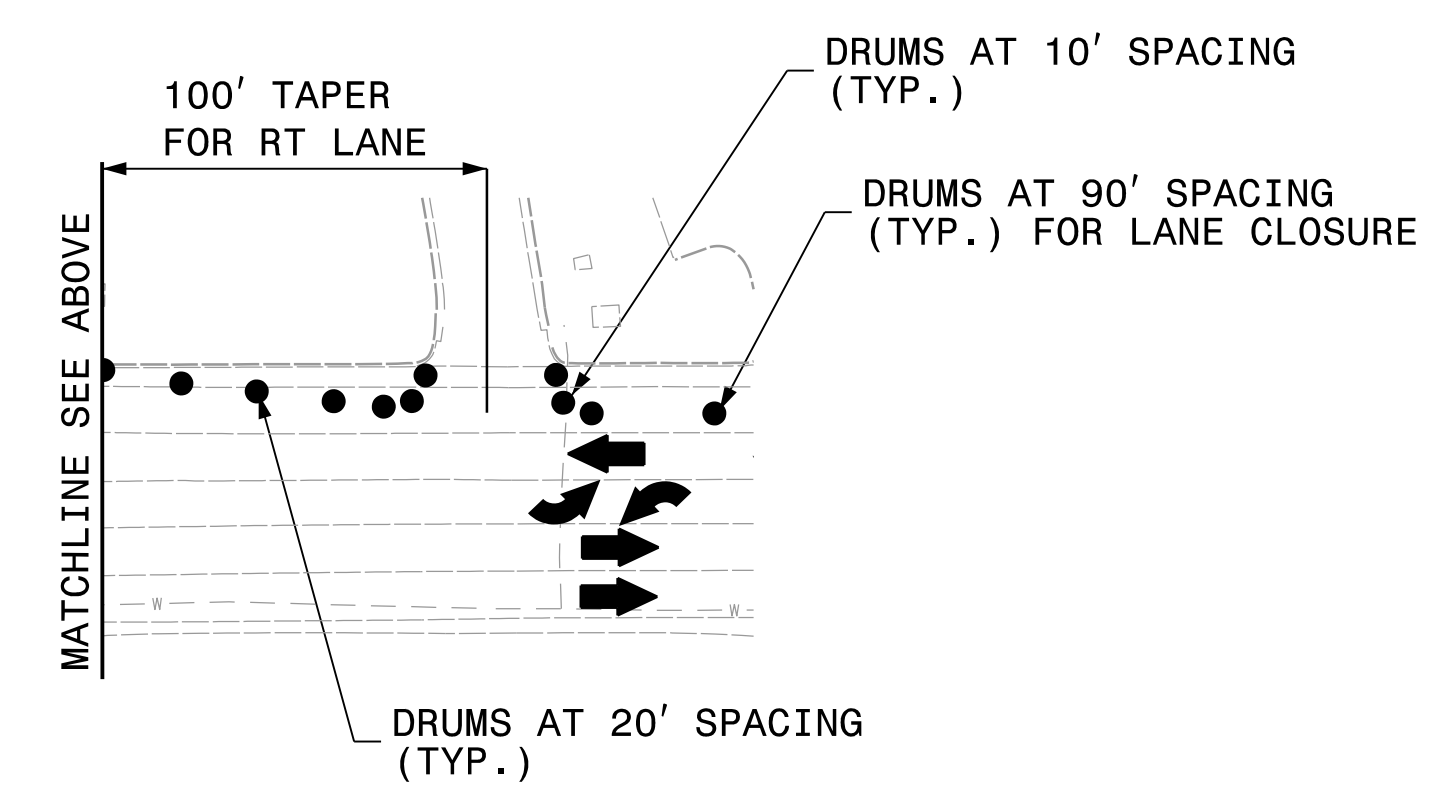 DRUMS AT 10' SPACING
(TYP.)
100' TAPER
FOR RT LANE
DRUMS AT 90' SPACING
(TYP.) FOR LANE CLOSURE
MATCHLINE SEE ABOVE
W
W
DRUMS AT 20' SPACING
(TYP.)